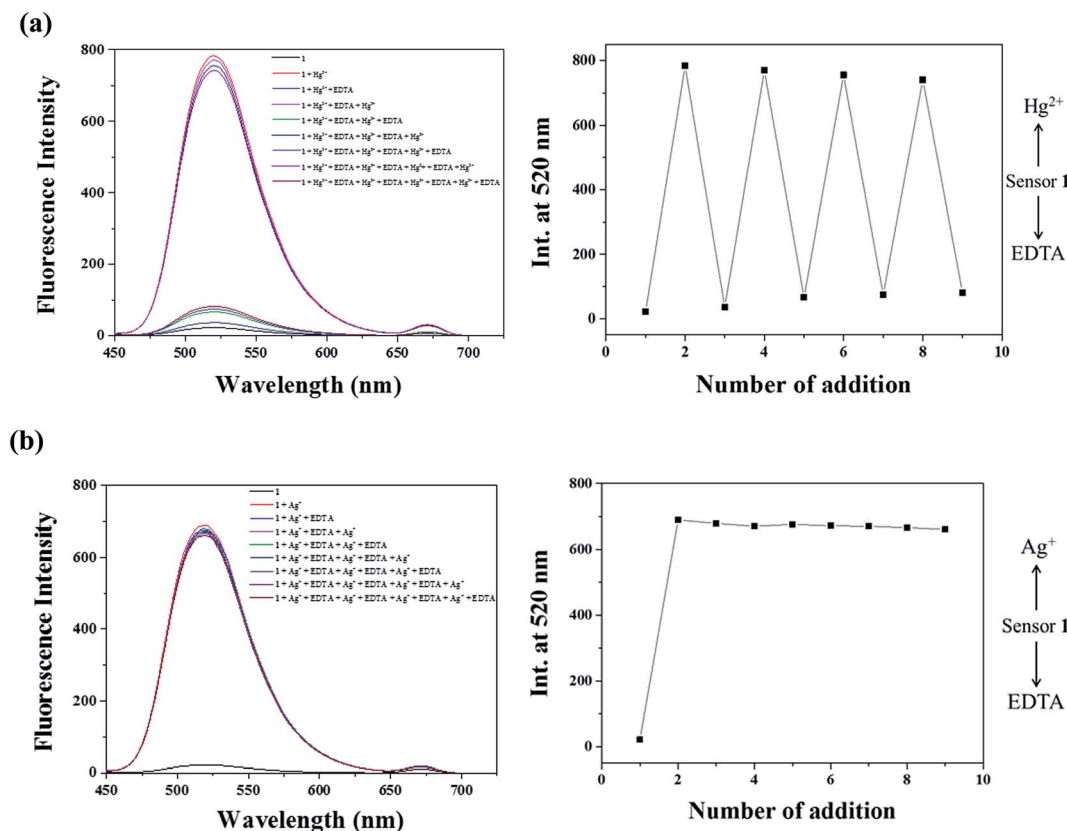 (a)
Fluorescence Intensity
800
600
400
200
0
450
500
550
600
650
700
Wavelength (nm)
1
1 + Hg²⁺
1 + Hg²⁺ + EDTA
1 + Hg²⁺ + EDTA + Hg²⁺
1 + Hg²⁺ + EDTA + Hg²⁺ + EDTA
1 + Hg²⁺ + EDTA + Hg²⁺ + EDTA + Hg²⁺
1 + Hg²⁺ + EDTA + Hg²⁺ + EDTA + Hg²⁺ + EDTA
1 + Hg²⁺ + EDTA + Hg²⁺ + EDTA + Hg²⁺ + EDTA + Hg²⁺
1 + Hg²⁺ + EDTA + Hg²⁺ + EDTA + Hg²⁺ + EDTA + Hg²⁺ + EDTA
Int. at 520 nm
800
600
400
200
0
0
2
4
6
8
10
Number of addition
Hg²⁺
Sensor 1
EDTA
(b)
Fluorescence Intensity
800
600
400
200
0
450
500
550
600
650
700
Wavelength (nm)
1
1 + Ag⁺
1 + Ag⁺ + EDTA
1 + Ag⁺ + EDTA + Ag⁺
1 + Ag⁺ + EDTA + Ag⁺ + EDTA
1 + Ag⁺ + EDTA + Ag⁺ + EDTA + Ag⁺
1 + Ag⁺ + EDTA + Ag⁺ + EDTA + Ag⁺ + EDTA
1 + Ag⁺ + EDTA + Ag⁺ + EDTA + Ag⁺ + EDTA + Ag⁺
1 + Ag⁺ + EDTA + Ag⁺ + EDTA + Ag⁺ + EDTA + Ag⁺ + EDTA
Int. at 520 nm
800
600
400
200
0
0
2
4
6
8
10
Number of addition
Ag⁺
Sensor 1
EDTA